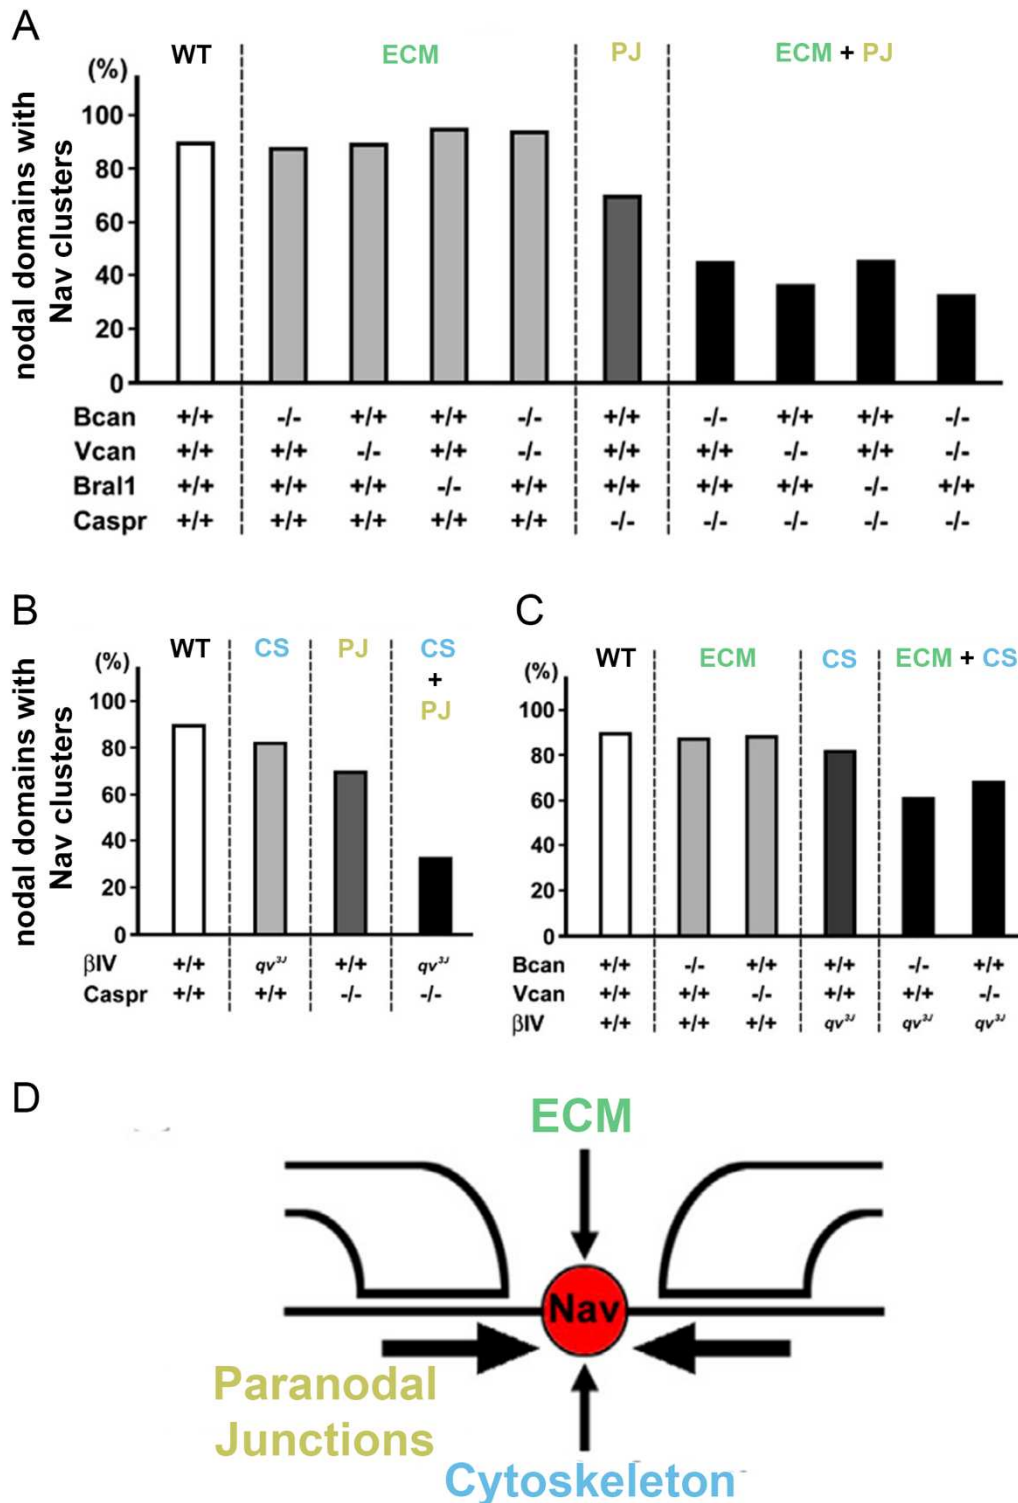 A
WT ECM PJ ECM + PJ
(%)
nodal domains with
Nav clusters
100
80
60
40
20
0
Bcan +/+ -/- +/+ +/+ -/- +/+ -/- +/+ +/+ -/-
Vcan +/+ +/+ -/- +/+ -/- +/+ +/+ -/- +/+ -/-
Bral1 +/+ +/+ +/+ -/- +/+ +/+ +/+ +/+ -/- +/+
Caspr +/+ +/+ +/+ +/+ +/+ -/- -/- -/- -/- -/-
B
WT CS PJ CS
+
PJ
(%)
nodal domains with
Nav clusters
100
80
60
40
20
0
βIV +/+ qv³ᴶ +/+ qv³ᴶ
Caspr +/+ +/+ -/- -/-
C
WT ECM CS ECM + CS
(%)
100
80
60
40
20
0
Bcan +/+ -/- +/+ +/+ -/- +/+
Vcan +/+ +/+ -/- +/+ +/+ -/-
βIV +/+ +/+ +/+ qv³ᴶ qv³ᴶ qv³ᴶ
D
ECM
Nav
Paranodal
Junctions
Cytoskeleton